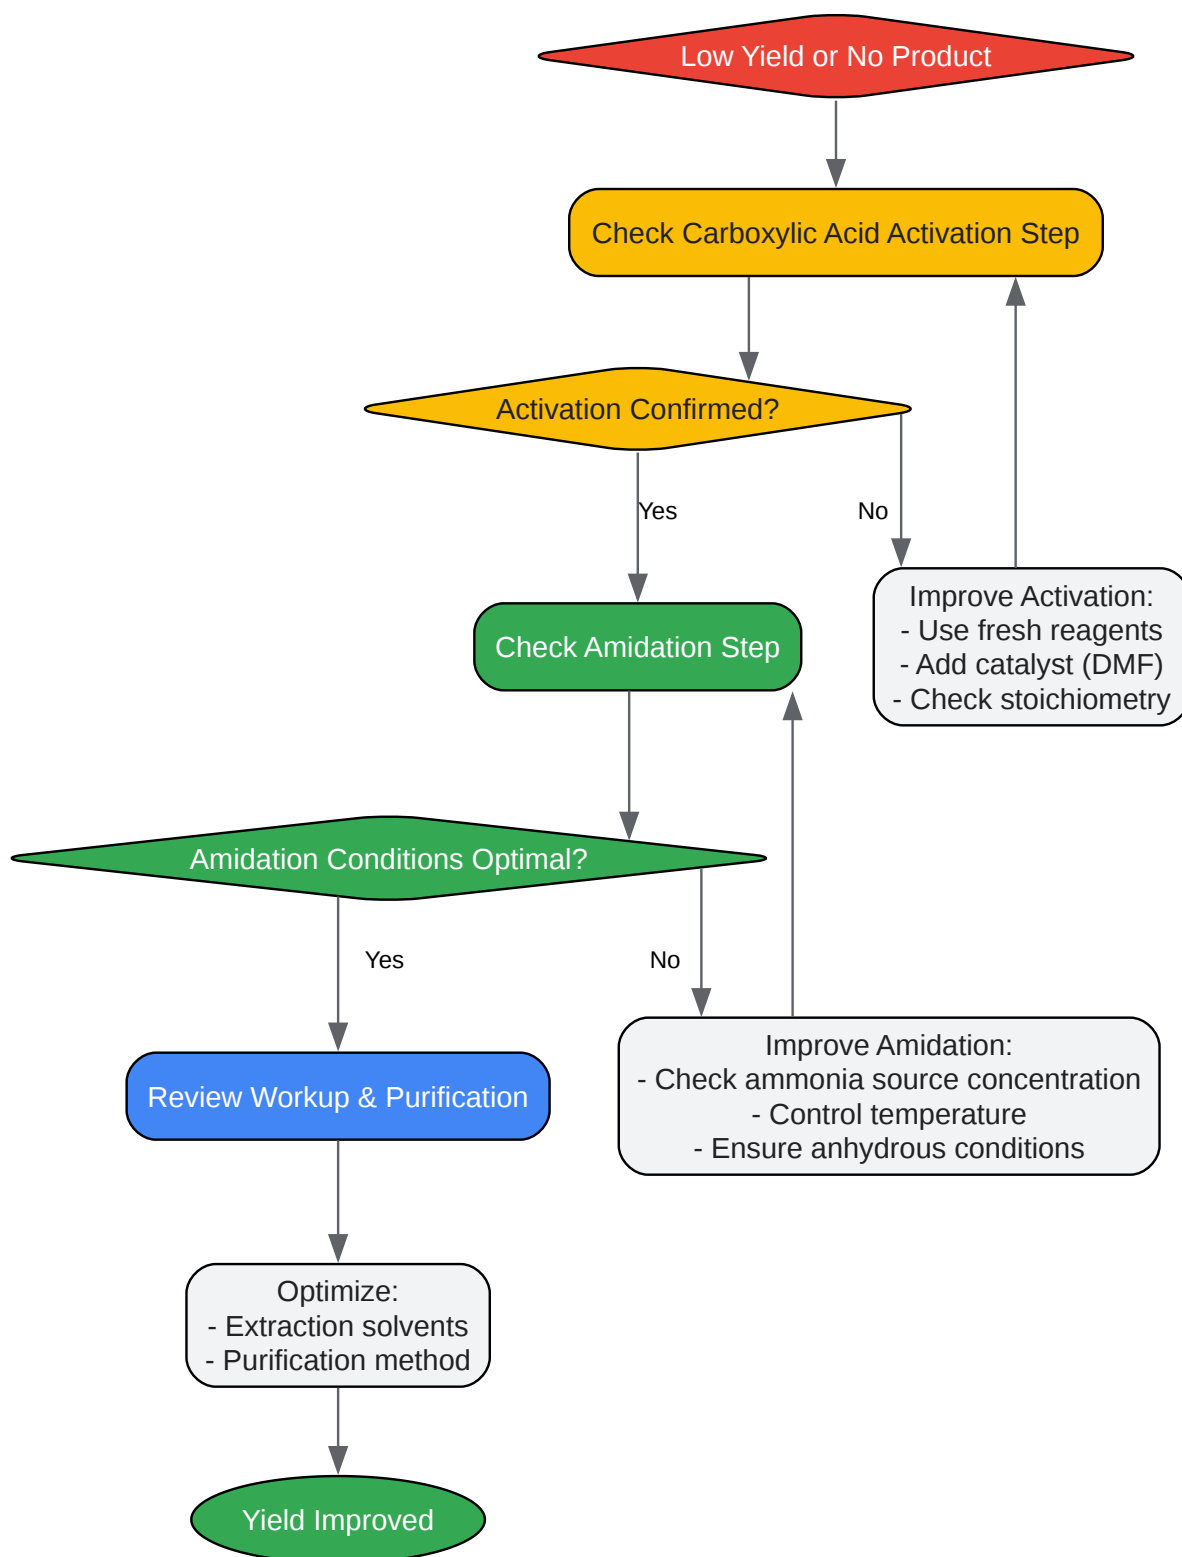 Low Yield or No Product
Check Carboxylic Acid Activation Step
Activation Confirmed?
Yes
No
Improve Activation:
- Use fresh reagents
- Add catalyst (DMF)
- Check stoichiometry
Check Amidation Step
Amidation Conditions Optimal?
Yes
No
Improve Amidation:
- Check ammonia source concentration
- Control temperature
- Ensure anhydrous conditions
Review Workup & Purification
Optimize:
- Extraction solvents
- Purification method
Yield Improved